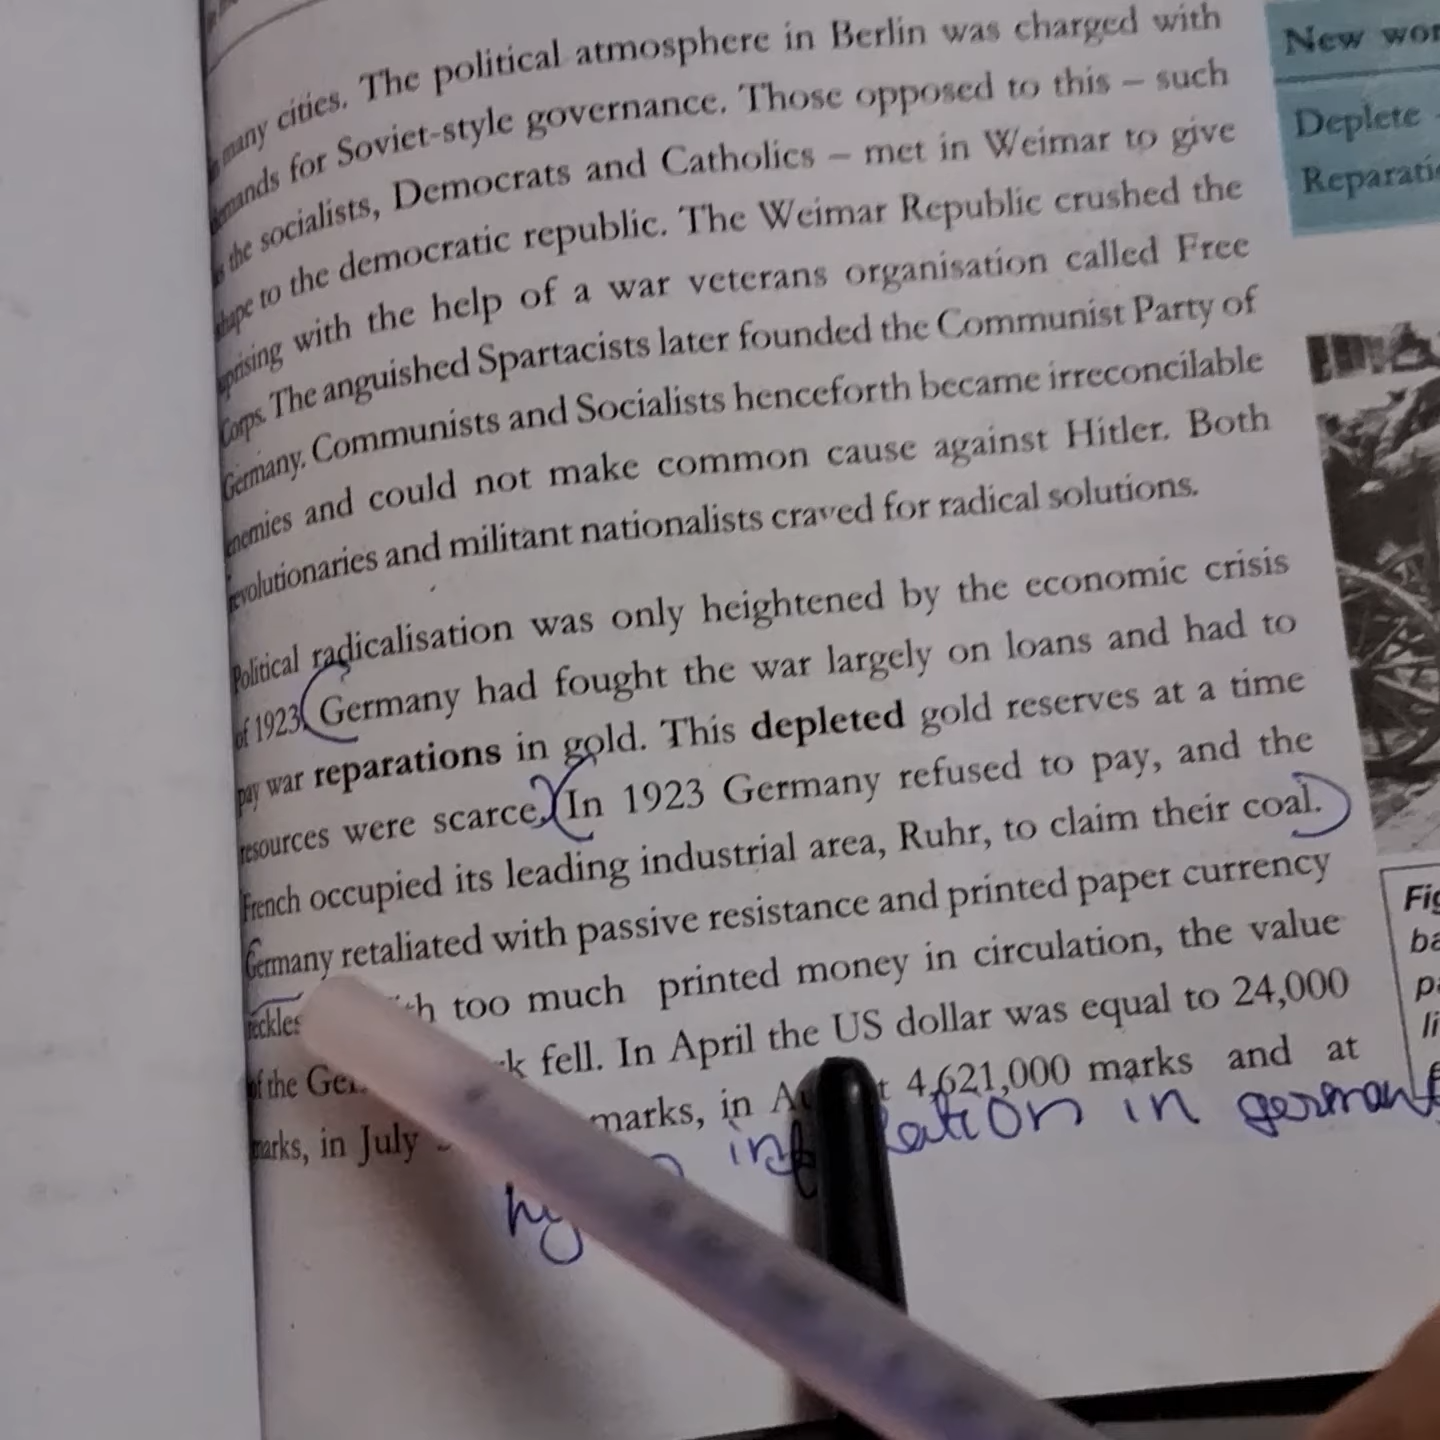 in many cities. The political atmosphere in Berlin was charged with
demands for Soviet-style governance. Those opposed to this – such
as the socialists, Democrats and Catholics – met in Weimar to give
shape to the democratic republic. The Weimar Republic crushed the
uprising with the help of a war veterans organisation called Free
Corps. The anguished Spartacists later founded the Communist Party of
Germany. Communists and Socialists henceforth became irreconcilable
enemies and could not make common cause against Hitler. Both
revolutionaries and militant nationalists craved for radical solutions.
Political radicalisation was only heightened by the economic crisis
of 1923. Germany had fought the war largely on loans and had to
pay war reparations in gold. This depleted gold reserves at a time
resources were scarce. In 1923 Germany refused to pay, and the
French occupied its leading industrial area, Ruhr, to claim their coal.
Germany retaliated with passive resistance and printed paper currency
too much printed money in circulation, the value
of the fell. In April the US dollar was equal to 24,000
marks, in July marks, in 4,621,000 marks and at
in german
New
Deplete